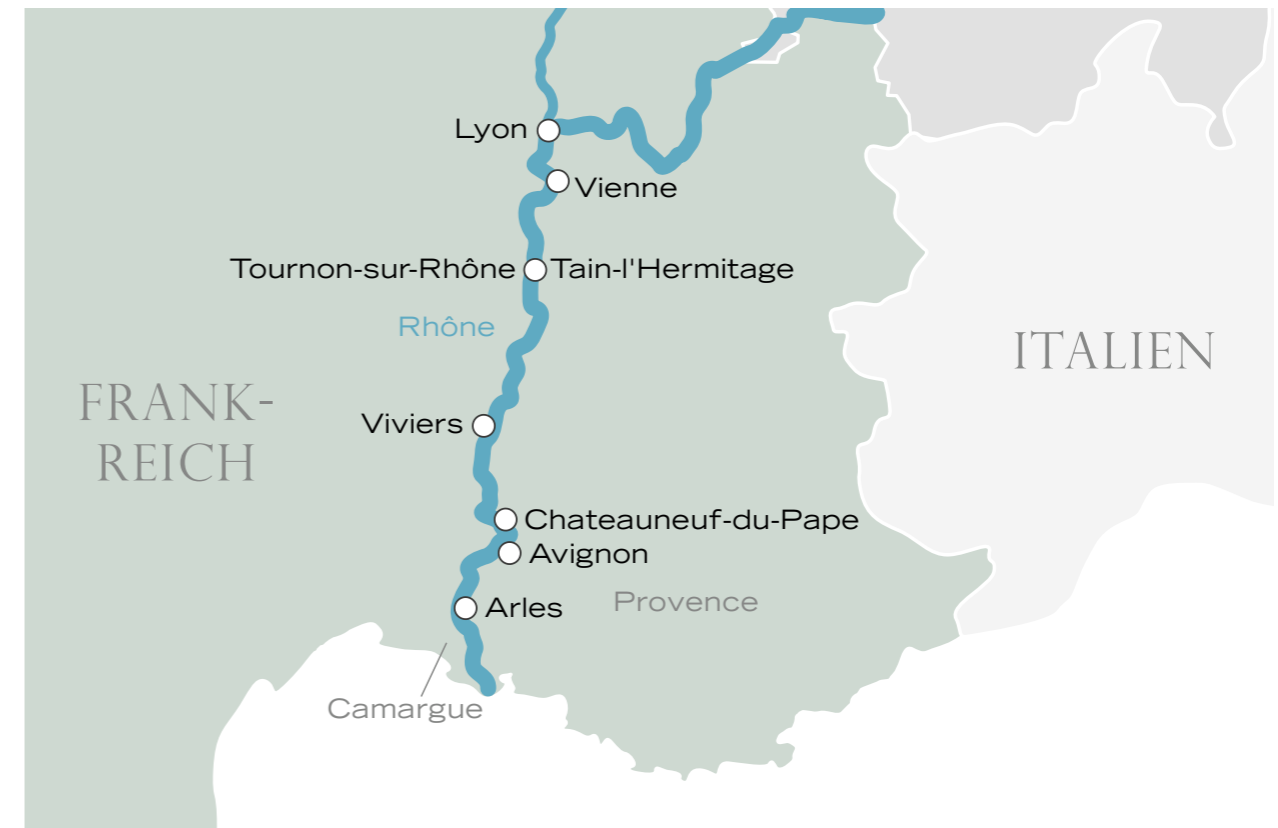 Lyon
Vienne
Tournon-sur-Rhône Tain-l'Hermitage
Rhône
ITALIEN
FRANK-
REICH
Viviers
Chateauneuf-du-Pape
Avignon
Provence
Arles
Camargue